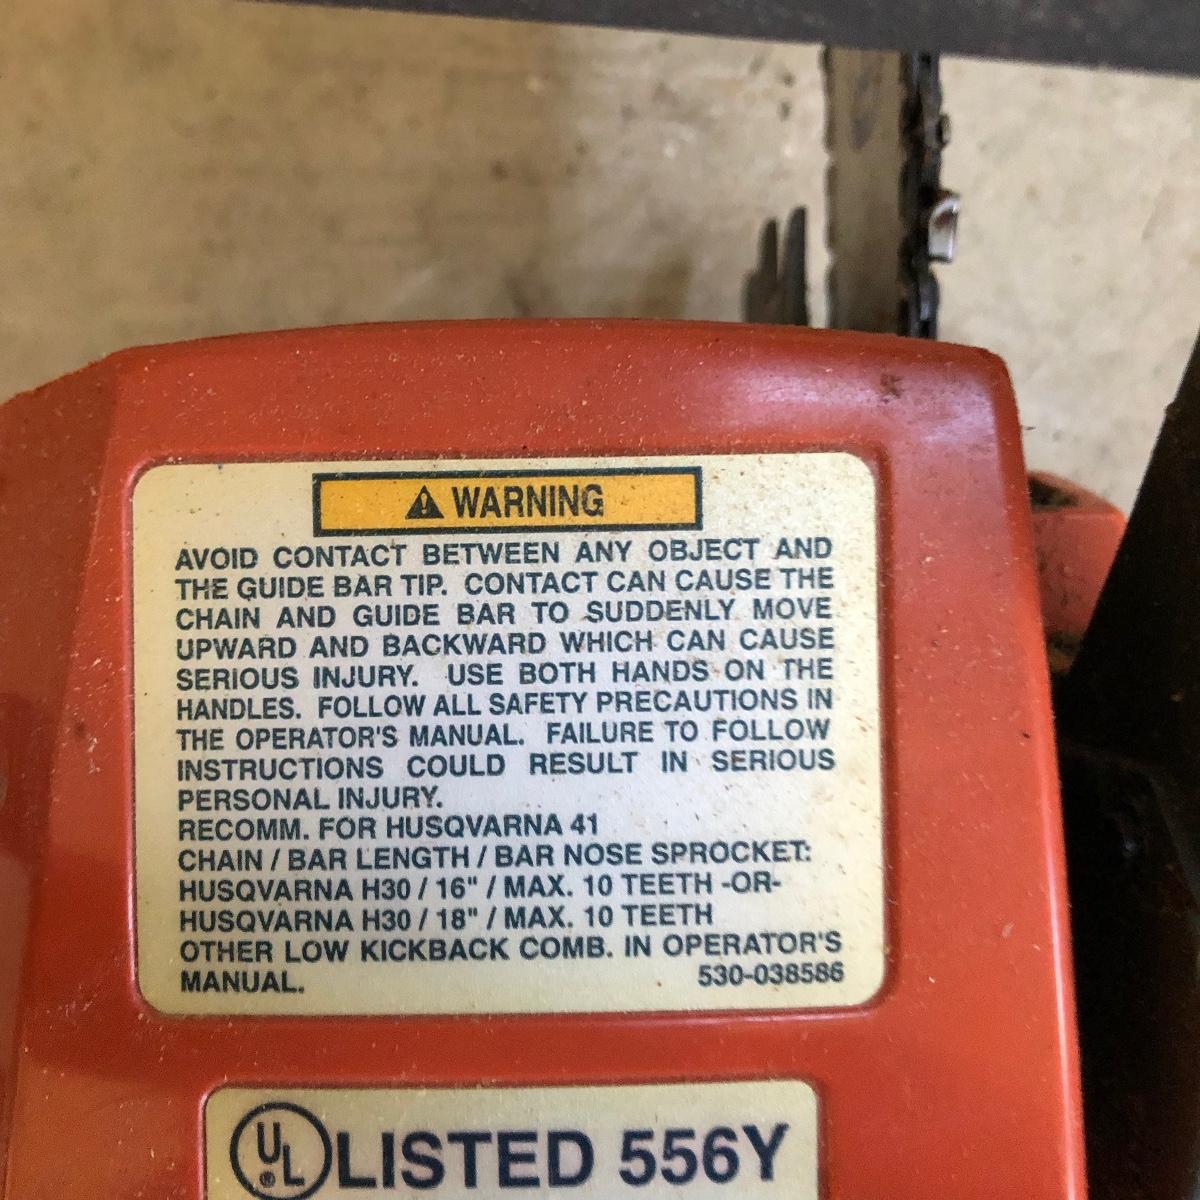 WARNING
AVOID CONTACT BETWEEN ANY OBJECT AND
THE GUIDE BAR TIP. CONTACT CAN CAUSE THE
CHAIN AND GUIDE BAR TO SUDDENLY MOVE
UPWARD AND BACKWARD WHICH CAN CAUSE
SERIOUS INJURY. USE BOTH HANDS ON THE
HANDLES. FOLLOW ALL SAFETY PRECAUTIONS IN
THE OPERATOR'S MANUAL. FAILURE TO FOLLOW
INSTRUCTIONS COULD RESULT IN SERIOUS
PERSONAL INJURY.
RECOMM. FOR HUSQVARNA 41
CHAIN / BAR LENGTH / BAR NOSE SPROCKET:
HUSQVARNA H30 / 16" / MAX. 10 TEETH -OR-
HUSQVARNA H30 / 18" / MAX. 10 TEETH
OTHER LOW KICKBACK COMB. IN OPERATOR'S
MANUAL. 530-038586
UL® LISTED 556Y